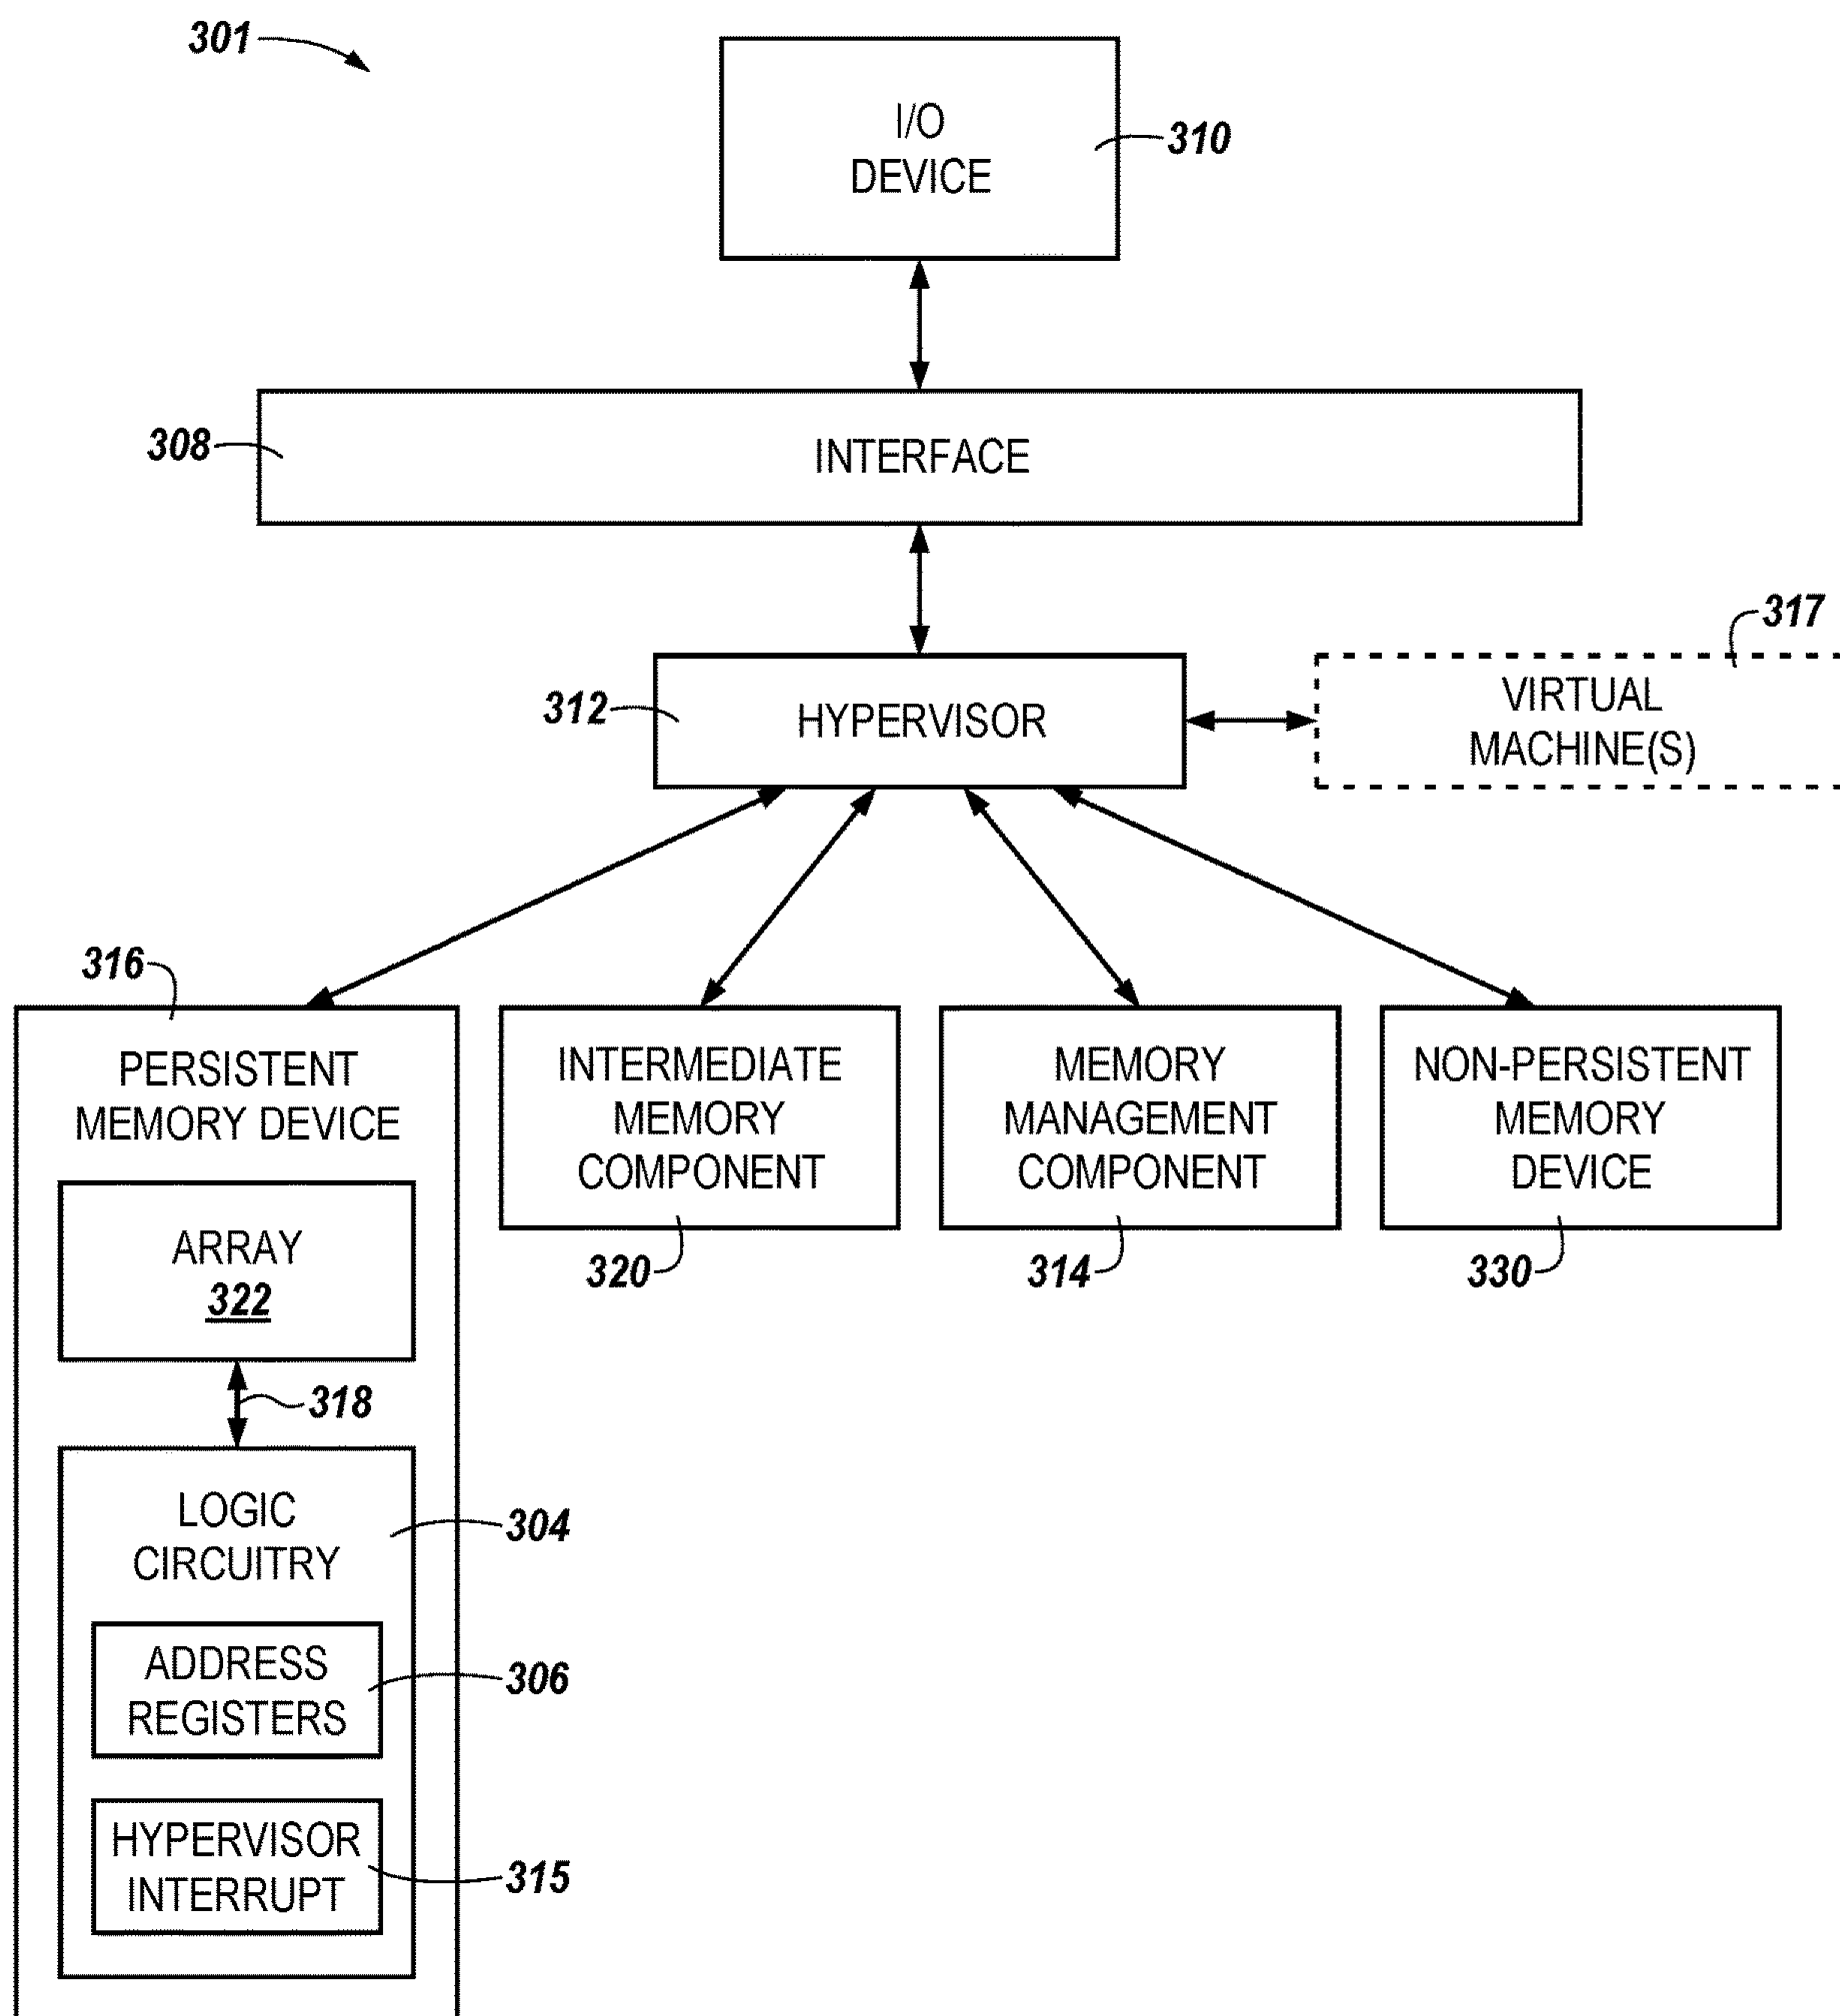 301
I/O
DEVICE
310
308
INTERFACE
317
312
HYPERVISOR
VIRTUAL
MACHINE(S)
316
PERSISTENT
MEMORY DEVICE
INTERMEDIATE
MEMORY
COMPONENT
MEMORY
MANAGEMENT
COMPONENT
NON-PERSISTENT
MEMORY
DEVICE
320
314
330
ARRAY
322
318
LOGIC
CIRCUITRY
304
ADDRESS
REGISTERS
306
HYPERVISOR
INTERRUPT
315